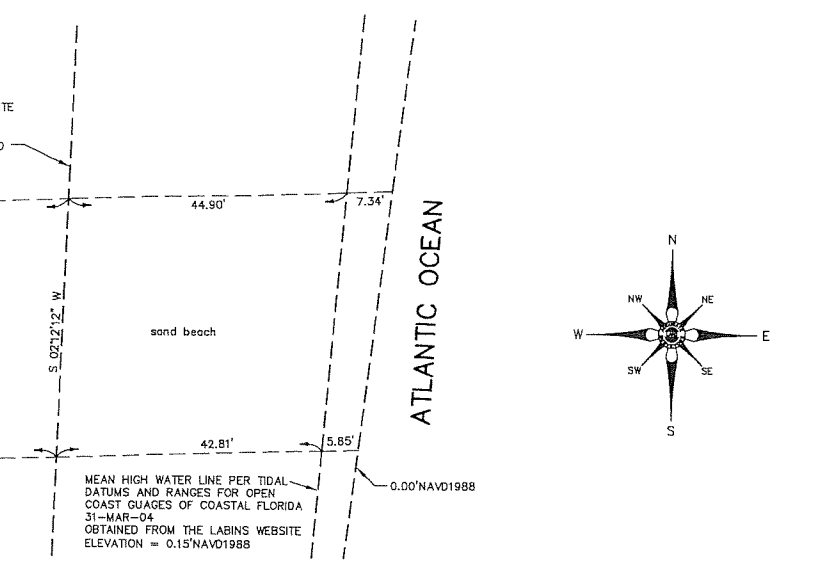 TE
44.90'
7.34'
ATLANTIC OCEAN
N
NW
NE
W
E
SW
SE
S
S 02°12'12" W
sand beach
42.81'
5.85'
MEAN HIGH WATER LINE PER TIDAL
DATUMS AND RANGES FOR OPEN
COAST GUAGES OF COASTAL FLORIDA
31-MAR-04
OBTAINED FROM THE LABINS WEBSITE
ELEVATION = 0.15'NAVD1988
0.00'NAVD1988